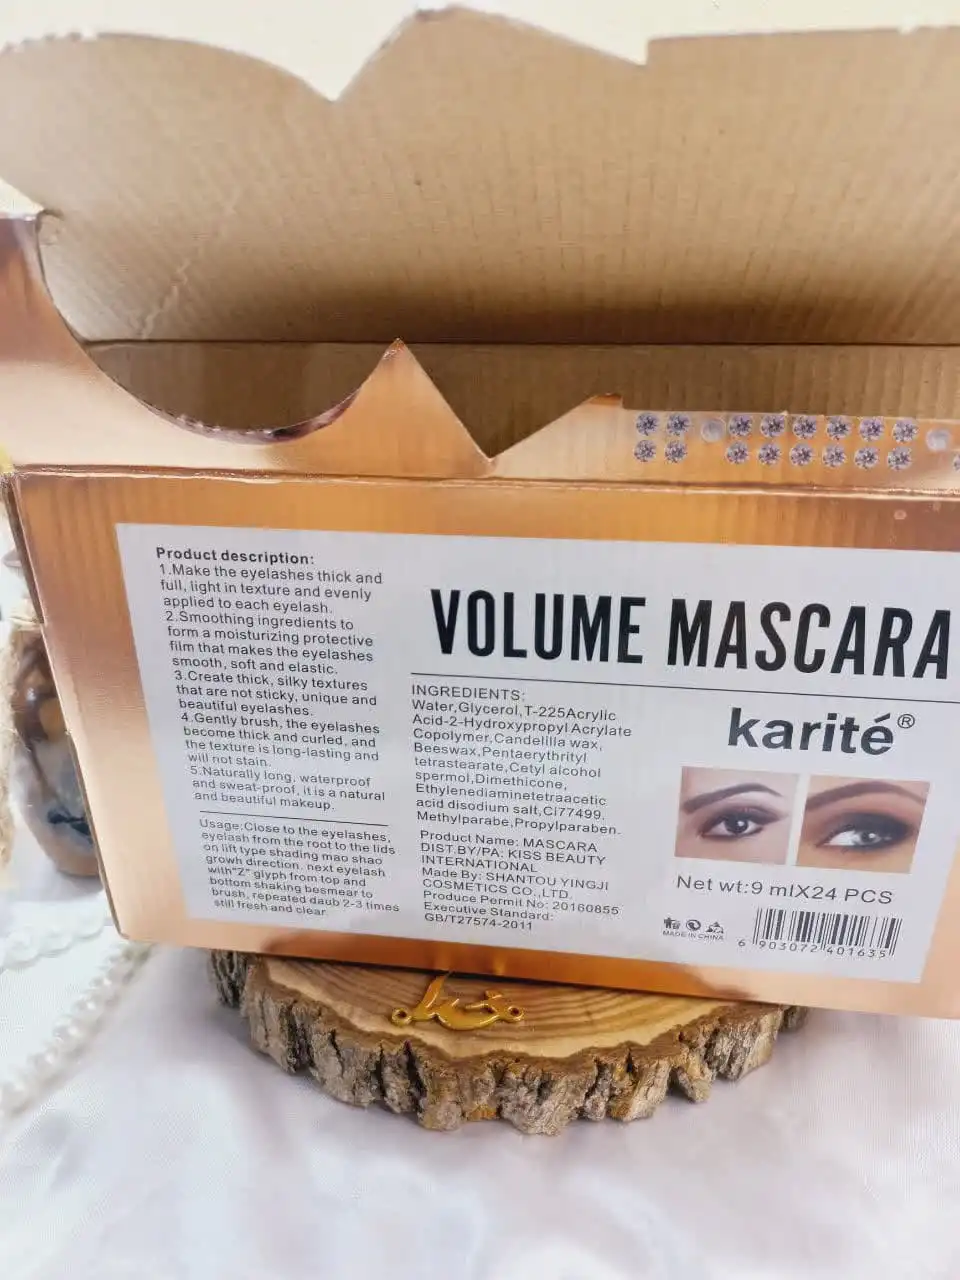 Product description:
1.Make the eyelashes thick and
full, light in texture and evenly
applied to each eyelash.
2.Smoothing ingredients to
form a moisturizing protective
film that makes the eyelashes
smooth, soft and elastic.
3.Create thick, silky textures
that are not sticky, unique and
beautiful eyelashes.
4.Gently brush, the eyelashes
become thick and curled, and
the texture is long-lasting and
will not stain.
5.Naturally long, waterproof
and sweat-proof, it is a natural
and beautiful makeup.
Usage:Close to the eyelashes,
eyelash from the root to the lids
on lift type shading mao shao
growh direction. next eyelash
with"Z" glyph from top and
bottom shaking besmear to
brush, repeated daub 2-3 times
still fresh and clear.
VOLUME MASCARA
INGREDIENTS:
Water,Glycerol,T-225Acrylic
Acid-2-Hydroxypropyl Acrylate
Copolymer,Candelilla wax,
Beeswax,Pentaerythrityl
tetrastearate,Cetyl alcohol
spermol,Dimethicone,
Ethylenediaminetetraacetic
acid disodium salt,Ci77499,
Methylparabe,Propylparaben.
Product Name: MASCARA
DIST.BY/PA: KISS BEAUTY
INTERNATIONAL
Made By: SHANTOU YINGJI
COSMETICS CO.,LTD.
Produce Permit No: 20160855
Executive Standard:
GB/T27574-2011
karité®
Net wt:9 mlX24 PCS
MADE IN CHINA
6 903072 401635